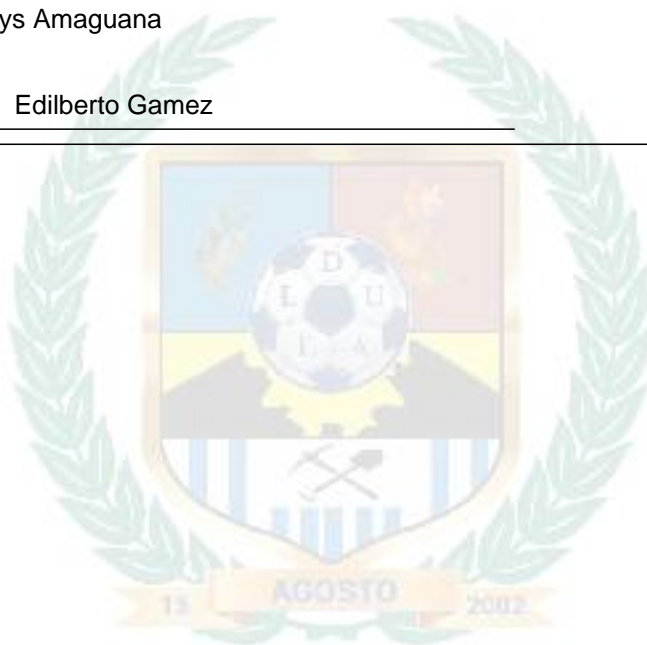 ys Amaguana
Edilberto Gamez
D
L U
E A
15 AGOSTO 2002